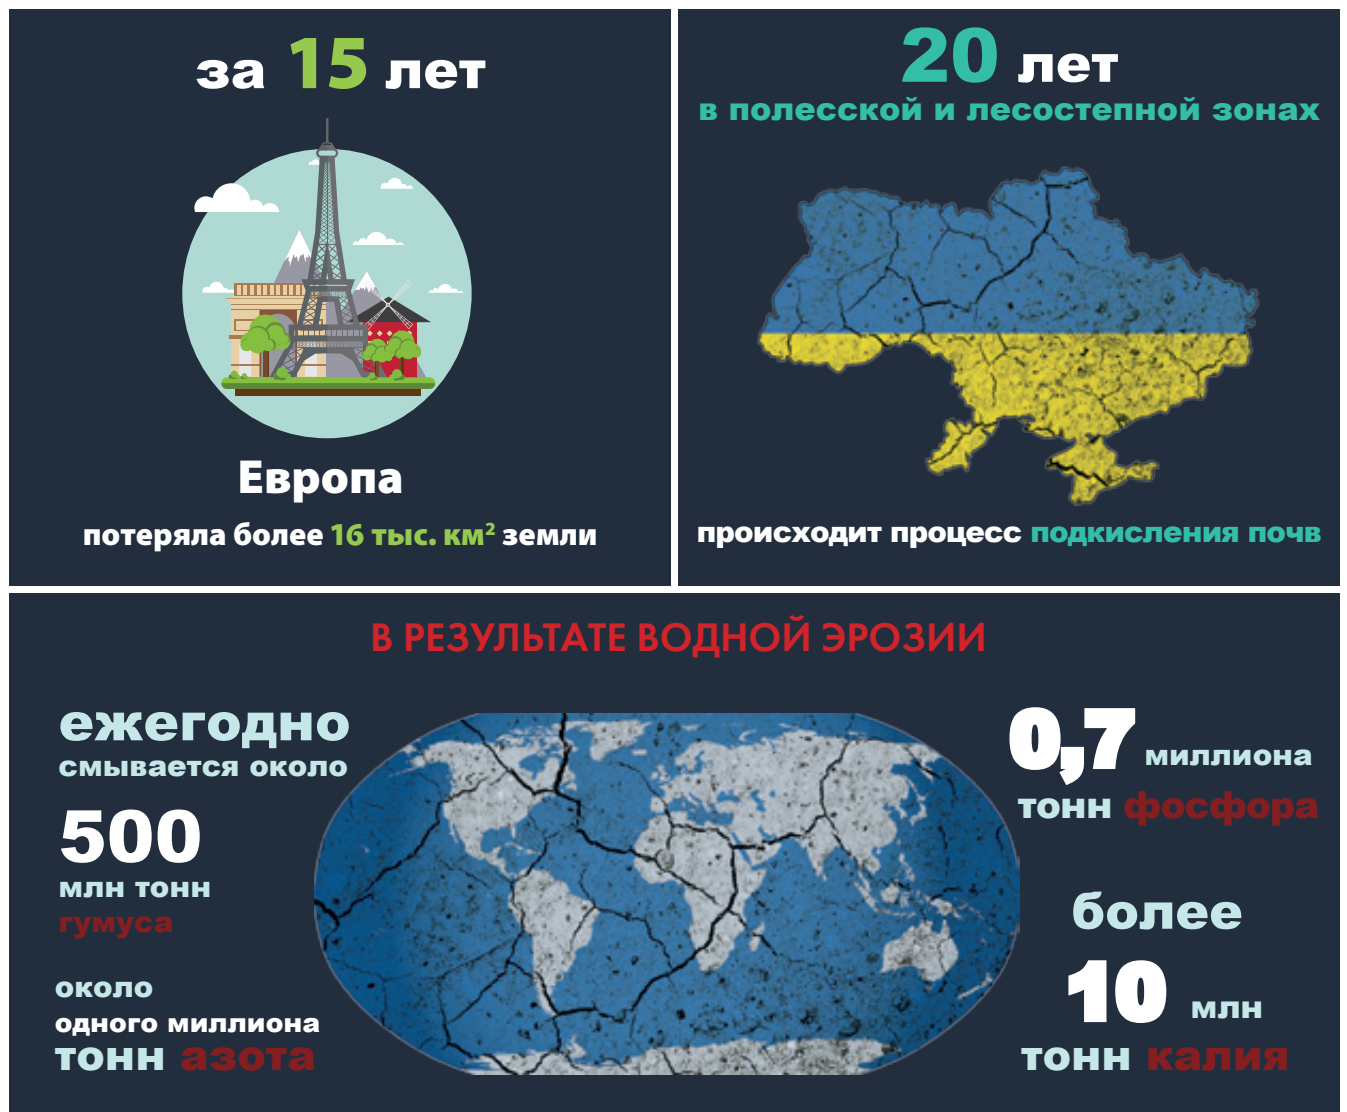 за 15 лет
Европа
потеряла более 16 тыс. км² земли
20 лет
в полесской и лесостепной зонах
происходит процесс подкисления почв
В РЕЗУЛЬТАТЕ ВОДНОЙ ЭРОЗИИ
ежегодно
смывается около
500
млн тонн
гумуса
около
одного миллиона
тонн азота
0,7 миллиона
тонн фосфора
более
10 млн
тонн калия